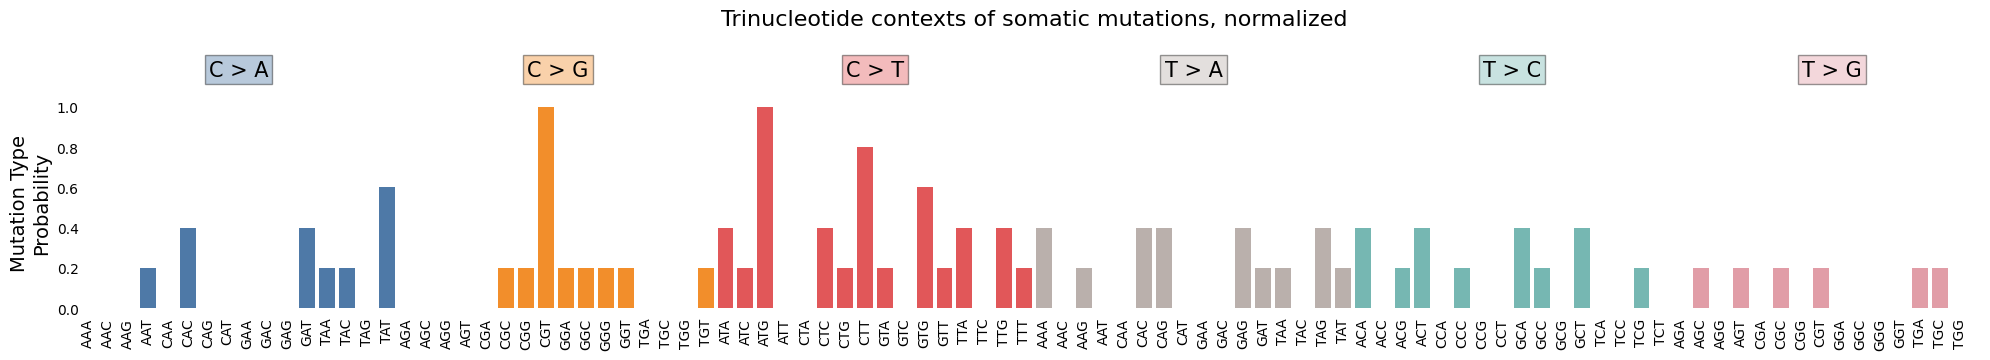 Trinucleotide contexts of somatic mutations, normalized
C > A
C > G
C > T
T > A
T > C
T > G
Mutation Type
Probability
1.0
0.8
0.6
0.4
0.2
0.0
AAA
AAC
AAG
AAT
CAA
CAC
CAG
CAT
GAA
GAC
GAG
GAT
TAA
TAC
TAG
TAT
AGA
AGC
AGG
AGT
CGA
CGC
CGG
CGT
GGA
GGC
GGG
GGT
TGA
TGC
TGG
TGT
ATA
ATC
ATG
ATT
CTA
CTC
CTG
CTT
GTA
GTC
GTG
GTT
TTA
TTC
TTG
TTT
AAA
AAC
AAG
AAT
CAA
CAC
CAG
CAT
GAA
GAC
GAG
GAT
TAA
TAC
TAG
TAT
ACA
ACC
ACG
ACT
CCA
CCC
CCG
CCT
GCA
GCC
GCG
GCT
TCA
TCC
TCG
TCT
AGA
AGC
AGG
AGT
CGA
CGC
CGG
CGT
GGA
GGC
GGG
GGT
TGA
TGC
TGG